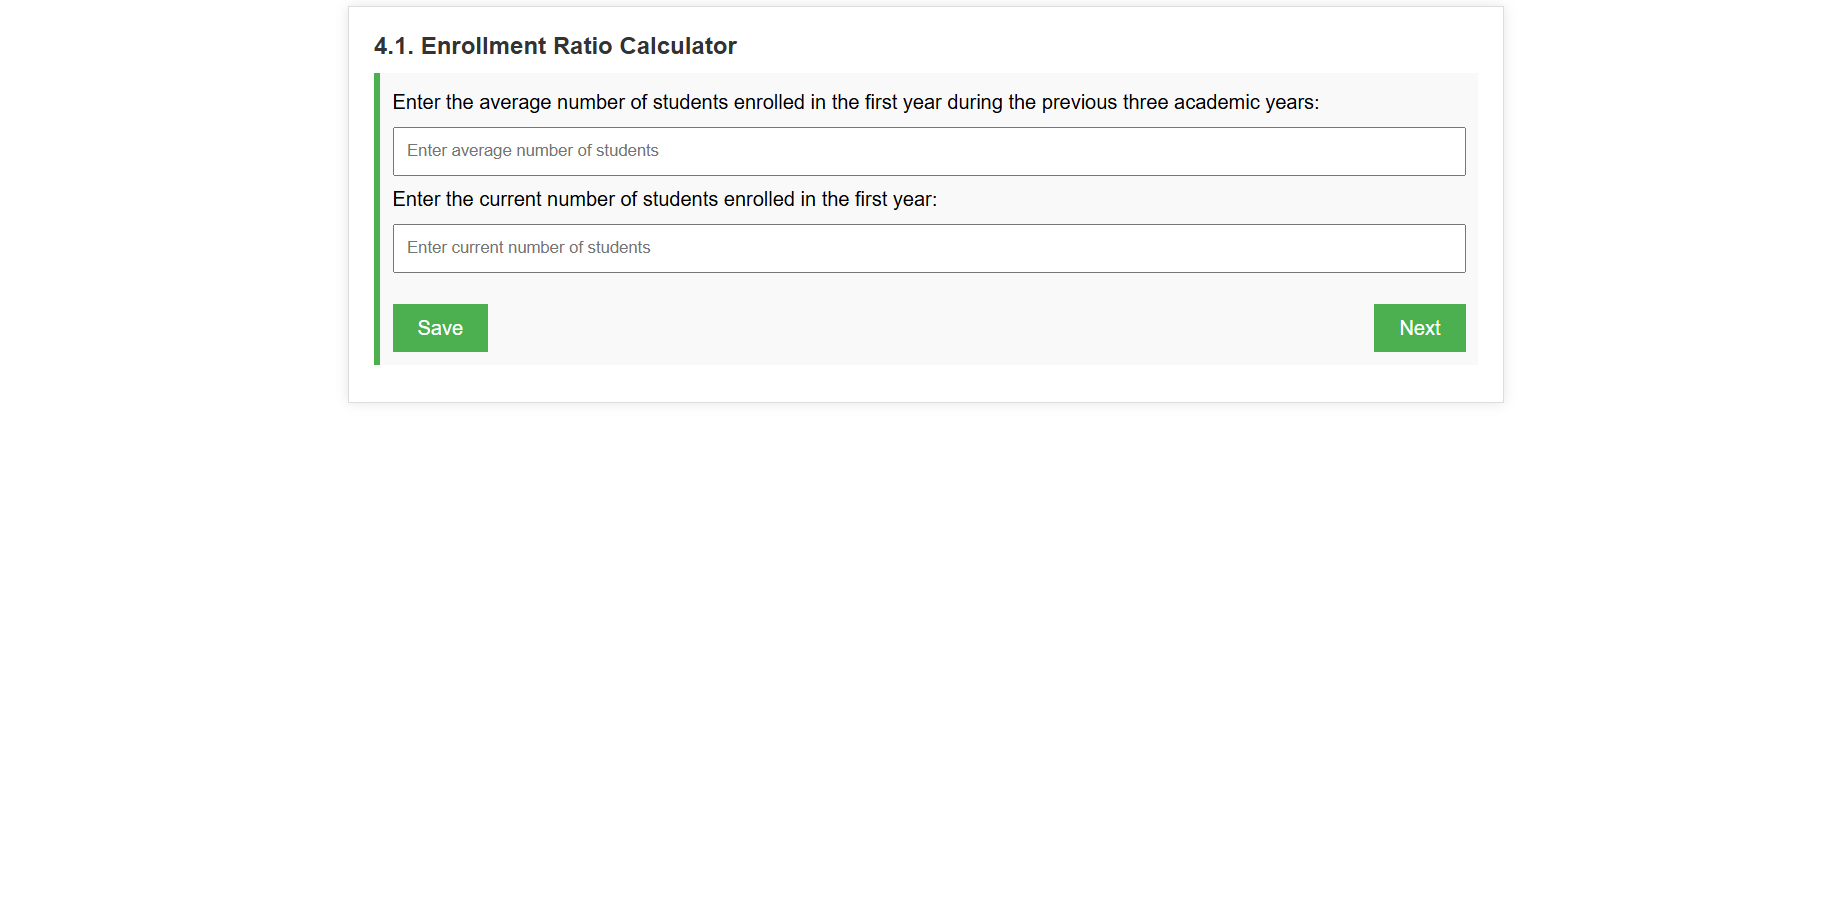 4.1. Enrollment Ratio Calculator
Enter the average number of students enrolled in the first year during the previous three academic years:
Enter average number of students
Enter the current number of students enrolled in the first year:
Enter current number of students
Save
Next